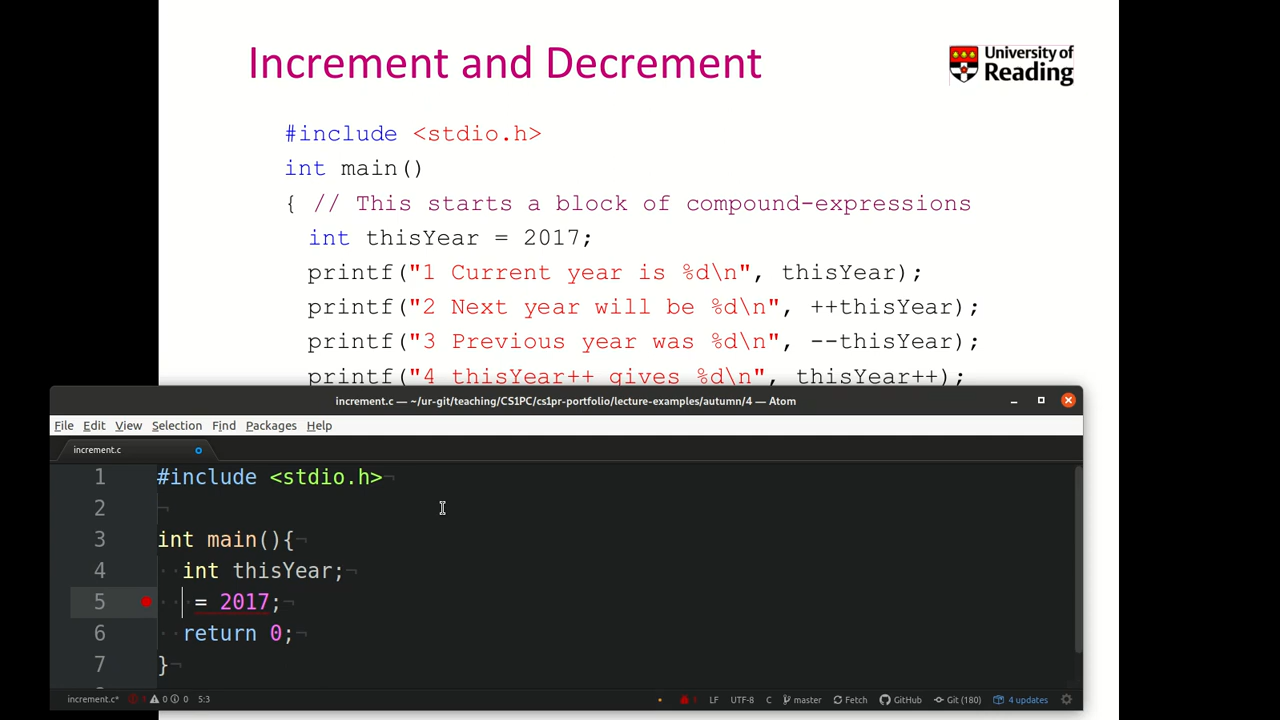 Increment and Decrement
University of
Reading
#include <stdio.h>
int main()
{ // This starts a block of compound-expressions
int thisYear = 2017;
printf("1 Current year is %d\n", thisYear);
printf("2 Next year will be %d\n", ++thisYear);
printf("3 Previous year was %d\n", --thisYear);
printf("4 thisYear++ gives %d\n", thisYear++);
increment.c — ~/ur-git/teaching/CS1PC/cs1pr-portfolio/lecture-examples/autumn/4 — Atom
File Edit View Selection Find Packages Help
increment.c
1 #include <stdio.h>¬
2 ¬
3 int main(){¬
4 ··int thisYear;¬
5 ···= 2017;¬
6 ··return 0;¬
7 }¬
increment.c* 1 0 0 5:3 LF UTF-8 C master Fetch GitHub Git (180) 4 updates